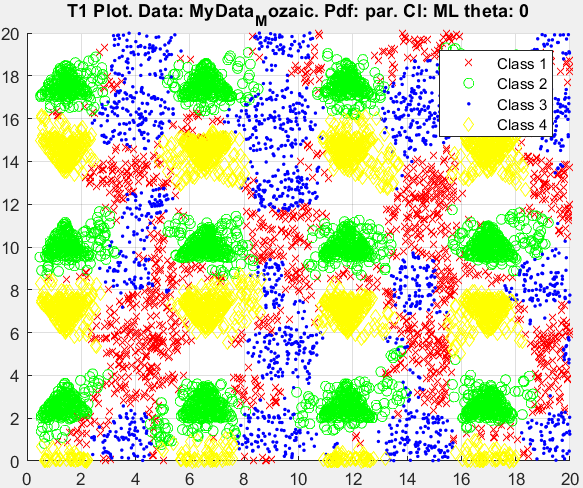 T1 Plot. Data: MyData_Mozaic. Pdf: par. Cl: ML theta: 0
20
18
16
14
12
10
8
6
4
2
0
Class 1
Class 2
Class 3
Class 4
0 2 4 6 8 10 12 14 16 18 20